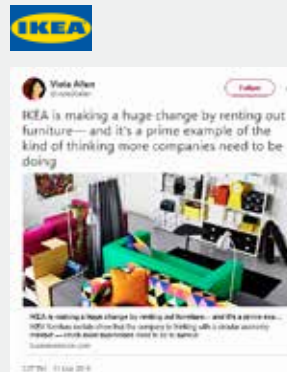 IKEA
Viola Allen
Follow
IKEA is making a huge change by renting out
furniture— and it's a prime example of the
kind of thinking more companies need to be
doing
IKEA is making a huge change by renting out furniture— and it's a prime exa...